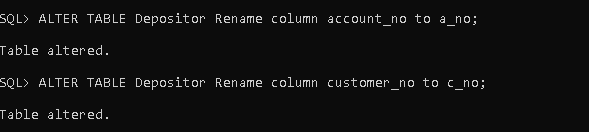 SQL> ALTER TABLE Depositor Rename column account_no to a_no;
Table altered.
SQL> ALTER TABLE Depositor Rename column customer_no to c_no;
Table altered.